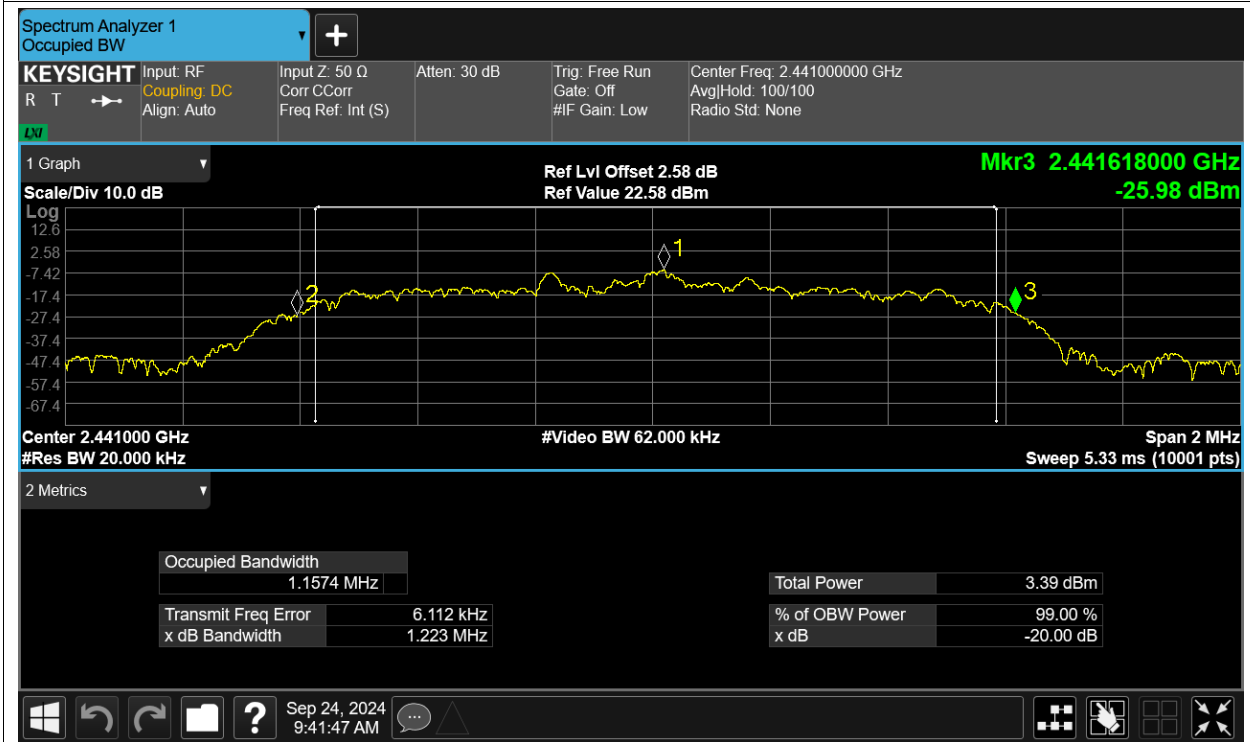 Spectrum Analyzer 1
Occupied BW
KEYSIGHT
R T
LXI
Input: RF
Coupling: DC
Align: Auto
Input Z: 50 Ω
Corr CCorr
Freq Ref: Int (S)
Atten: 30 dB
Trig: Free Run
Gate: Off
#IF Gain: Low
Center Freq: 2.441000000 GHz
Avg|Hold: 100/100
Radio Std: None
1 Graph
Scale/Div 10.0 dB
Ref Lvl Offset 2.58 dB
Ref Value 22.58 dBm
Mkr3 2.441618000 GHz
-25.98 dBm
Log
12.6
2.58
-7.42
-17.4
-27.4
-37.4
-47.4
-57.4
-67.4
1
2
3
Center 2.441000 GHz
#Video BW 62.000 kHz
Span 2 MHz
#Res BW 20.000 kHz
Sweep 5.33 ms (10001 pts)
2 Metrics
Occupied Bandwidth
1.1574 MHz
Total Power 3.39 dBm
Transmit Freq Error 6.112 kHz
% of OBW Power 99.00 %
x dB Bandwidth 1.223 MHz
x dB -20.00 dB
?
Sep 24, 2024
9:41:47 AM